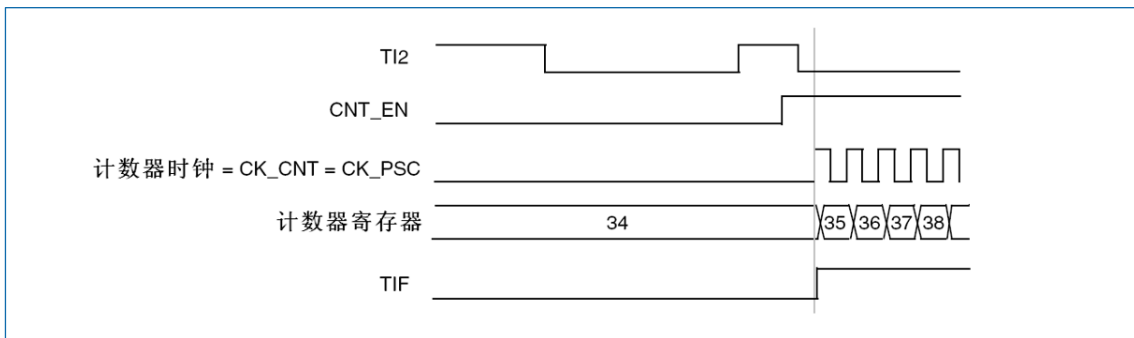 TI2
CNT_EN
计数器时钟 = CK_CNT = CK_PSC
计数器寄存器 34 35 36 37 38
TIF